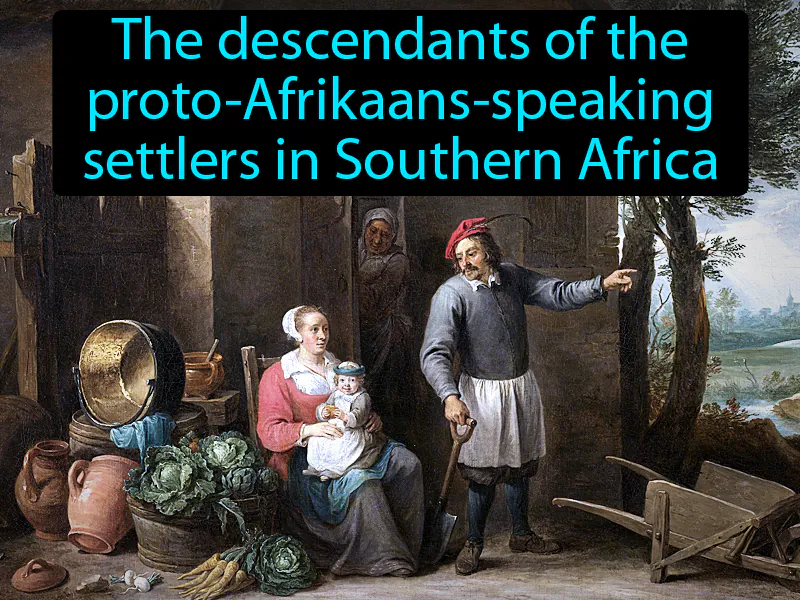 The descendants of the
proto-Afrikaans-speaking
settlers in Southern Africa